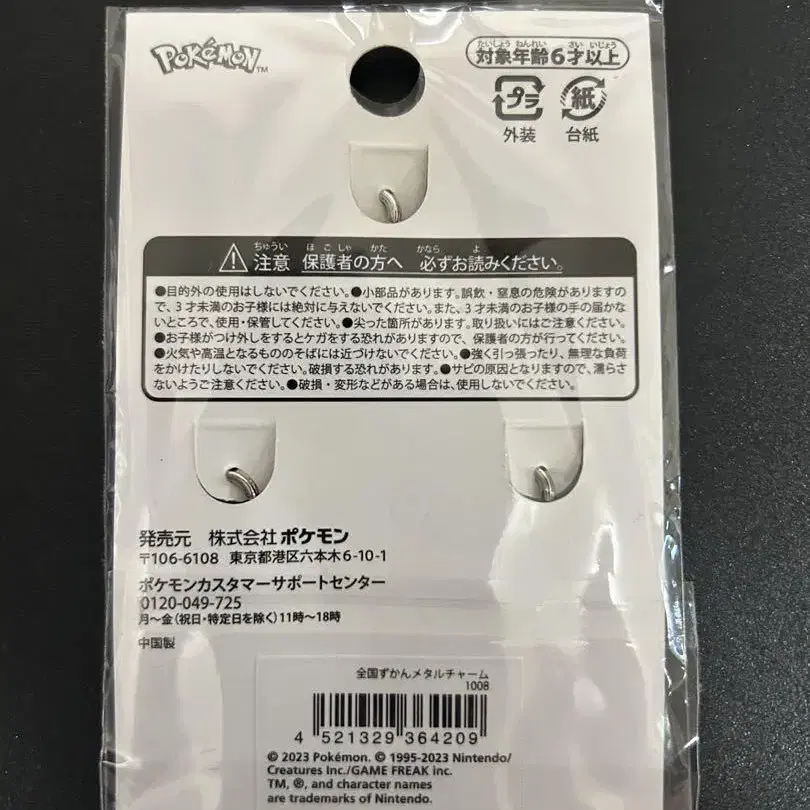 POKéMON™
たいしょう ねんれい さい いじょう
対象年齢6才以上
プラ 紙
外装 台紙
ちゅうい ほごしゃ かた かなら よ
注意 保護者の方へ 必ずお読みください。
●目的外の使用はしないでください。●小部品があります。誤飲・窒息の危険がありますの
で、3才未満のお子様には絶対に与えないでください。また、3才未満のお子様の手の届かな
いところで、使用・保管してください。●尖った箇所があります。取り扱いにはご注意ください。
●お子様がつけ外しをするとケガをする恐れがありますので、保護者の方が行ってください。
●火気や高温となるもののそばには近づけないでください。●強く引っ張ったり、無理な負荷
をかけたりしないでください。破損する恐れがあります。●サビの原因となりますので、濡らさ
ないようご注意ください。●破損・変形などがある場合は、使用しないでください。
発売元 株式会社ポケモン
〒106-6108 東京都港区六本木6-10-1
ポケモンカスタマーサポートセンター
0120-049-725
月～金(祝日・特定日を除く)11時～18時
中国製
全国ずかんメタルチャーム
1008
4 521329 364209
© 2023 Pokémon. © 1995-2023 Nintendo/
Creatures Inc./GAME FREAK inc.
TM, ®, and character names
are trademarks of Nintendo.